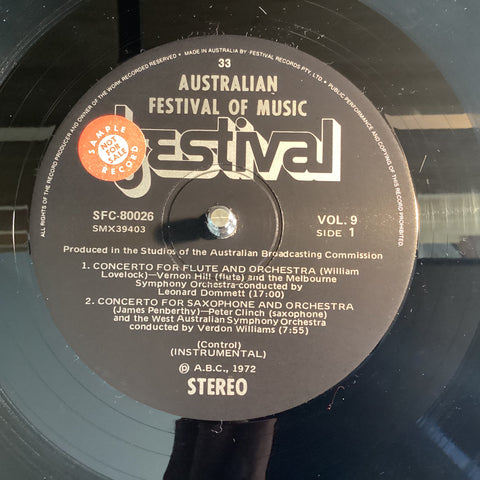 ALL RIGHTS OF THE RECORD PRODUCER AND OWNER OF THE WORK RECORDED RESERVED • MADE IN AUSTRALIA BY FESTIVAL RECORDS PTY. LTD. • PUBLIC PERFORMANCE AND COPYING OF THIS RECORD PROHIBITED
33
AUSTRALIAN
FESTIVAL OF MUSIC
festival
SAMPLE RECORD
NOT
FOR
SALE
SFC-80026
SMX39403
VOL. 9
SIDE 1
Produced in the Studios of the Australian Broadcasting Commission
1. CONCERTO FOR FLUTE AND ORCHESTRA (William
Lovelock)—Vernon Hill (flute) and the Melbourne
Symphony Orchestra conducted by
Leonard Dommett (17:00)
2. CONCERTO FOR SAXOPHONE AND ORCHESTRA
(James Penberthy)—Peter Clinch (saxophone)
and the West Australian Symphony Orchestra
conducted by Verdon Williams (7:55)
(Control)
(INSTRUMENTAL)
℗ A.B.C., 1972
STEREO